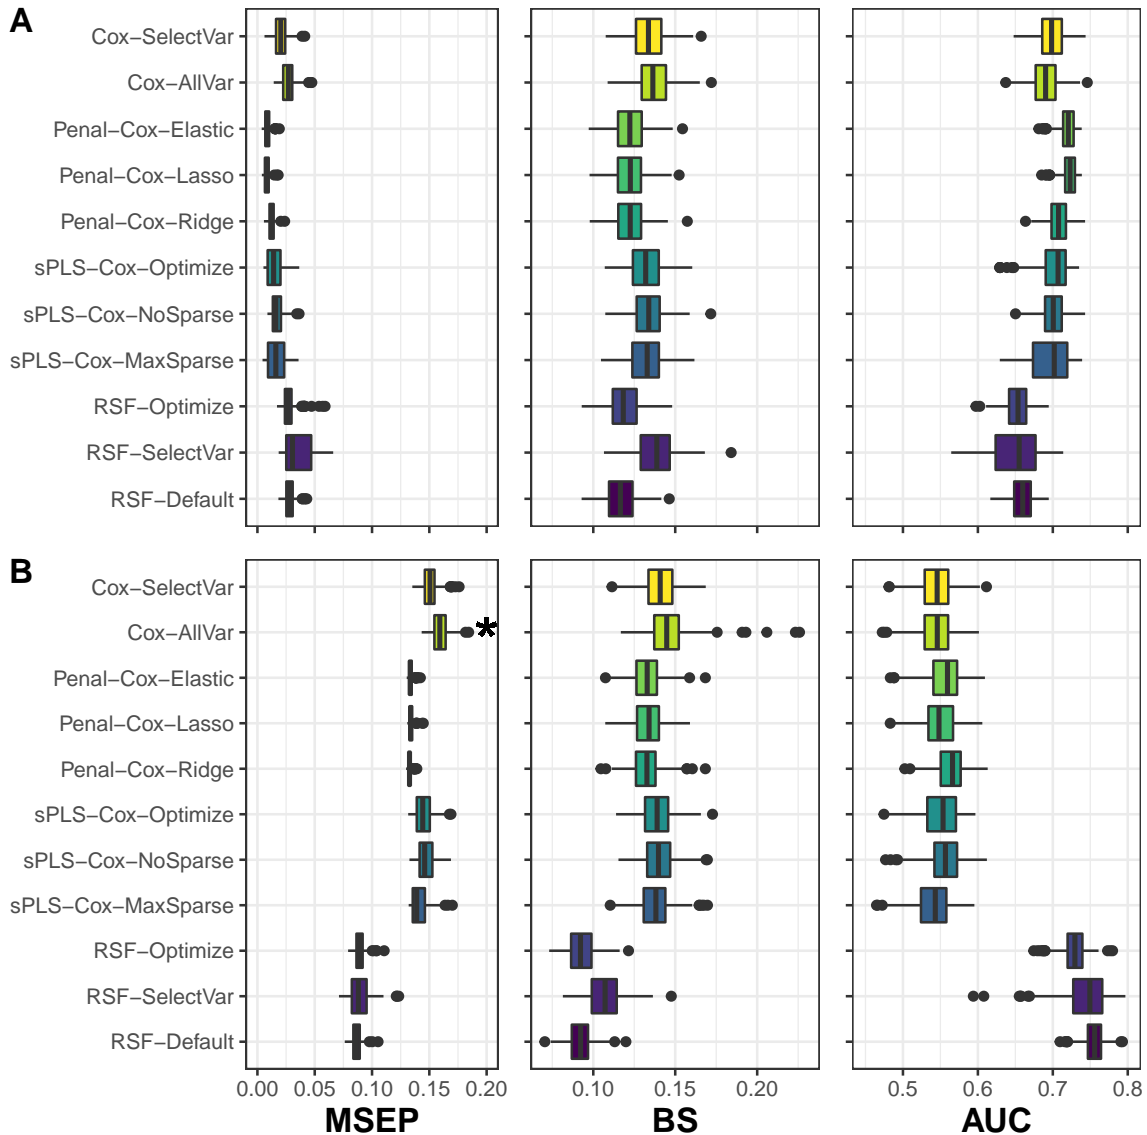 A
Cox−SelectVar
Cox−AllVar
Penal−Cox−Elastic
Penal−Cox−Lasso
Penal−Cox−Ridge
sPLS−Cox−Optimize
sPLS−Cox−NoSparse
sPLS−Cox−MaxSparse
RSF−Optimize
RSF−SelectVar
RSF−Default
B
Cox−SelectVar
Cox−AllVar *
Penal−Cox−Elastic
Penal−Cox−Lasso
Penal−Cox−Ridge
sPLS−Cox−Optimize
sPLS−Cox−NoSparse
sPLS−Cox−MaxSparse
RSF−Optimize
RSF−SelectVar
RSF−Default
0.00 0.05 0.10 0.15 0.20 0.10 0.15 0.20 0.5 0.6 0.7 0.8
MSEP BS AUC